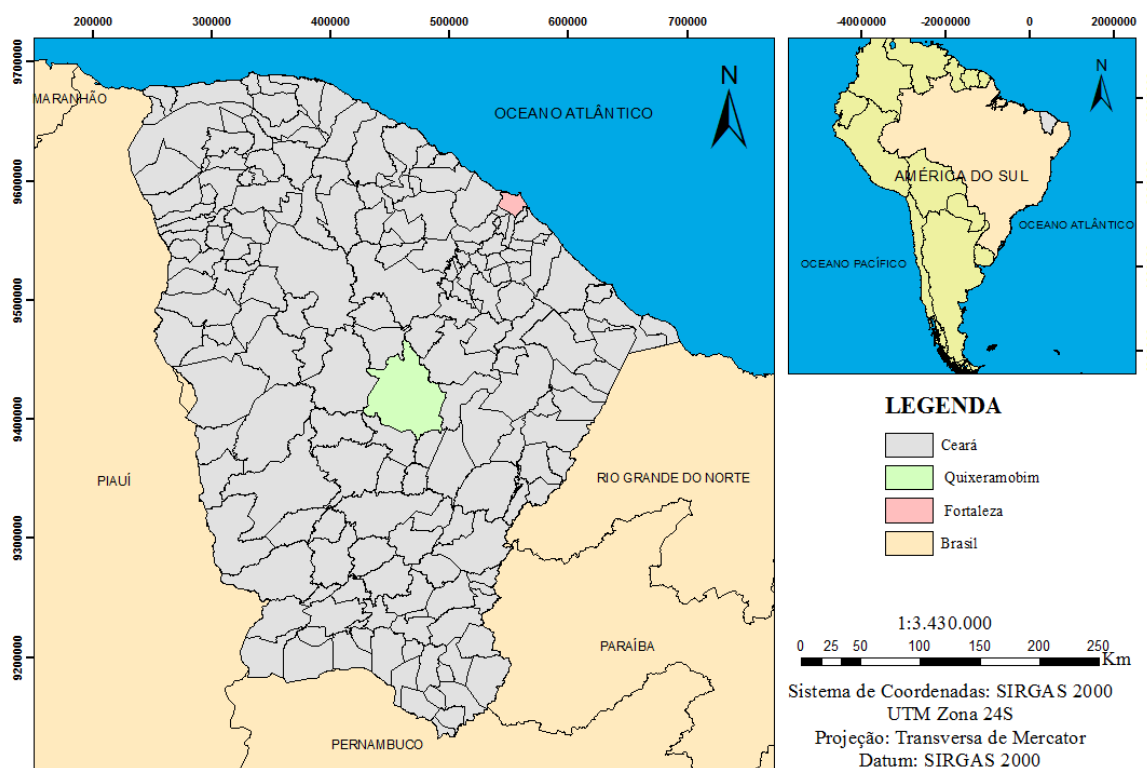 200000 300000 400000 500000 600000 700000
-4000000 -2000000 0 2000000
9700000
9600000
9500000
9400000
9300000
9200000
MARANHÃO
OCEANO ATLÂNTICO
N
PIAUÍ
RIO GRANDE DO NORTE
PARAÍBA
PERNAMBUCO
N
AMÉRICA DO SUL
OCEANO ATLÂNTICO
OCEANO PACÍFICO
LEGENDA
Ceará
Quixeramobim
Fortaleza
Brasil
1:3.430.000
0 25 50 100 150 200 250
Km
Sistema de Coordenadas: SIRGAS 2000
UTM Zona 24S
Projeção: Transversa de Mercator
Datum: SIRGAS 2000